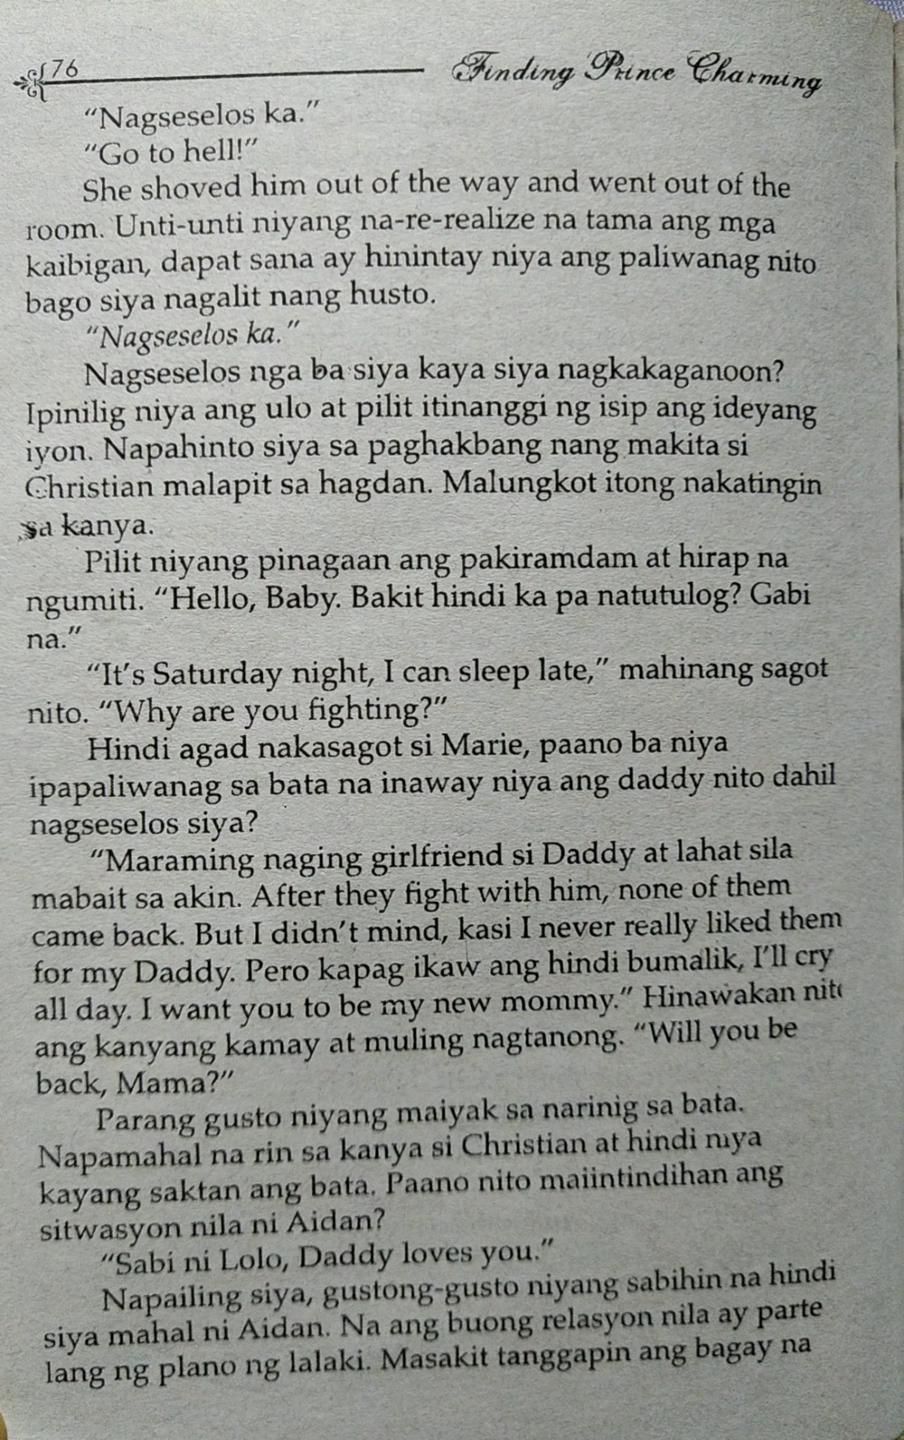 76
Finding Prince Charming
“Nagseselos ka.”
“Go to hell!”
She shoved him out of the way and went out of the
room. Unti-unti niyang na-re-realize na tama ang mga
kaibigan, dapat sana ay hinintay niya ang paliwanag nito
bago siya nagalit nang husto.
“Nagseselos ka.”
Nagseselos nga ba siya kaya siya nagkakaganoon?
Ipinilig niya ang ulo at pilit itinanggi ng isip ang ideyang
iyon. Napahinto siya sa paghakbang nang makita si
Christian malapit sa hagdan. Malungkot itong nakatingin
sa kanya.
Pilit niyang pinagaan ang pakiramdam at hirap na
ngumiti. “Hello, Baby. Bakit hindi ka pa natutulog? Gabi
na.”
“It’s Saturday night, I can sleep late,” mahinang sagot
nito. “Why are you fighting?”
Hindi agad nakasagot si Marie, paano ba niya
ipapaliwanag sa bata na inaway niya ang daddy nito dahil
nagseselos siya?
“Maraming naging girlfriend si Daddy at lahat sila
mabait sa akin. After they fight with him, none of them
came back. But I didn’t mind, kasi I never really liked them
for my Daddy. Pero kapag ikaw ang hindi bumalik, I’ll cry
all day. I want you to be my new mommy.” Hinawakan nito
ang kanyang kamay at muling nagtanong. “Will you be
back, Mama?”
Parang gusto niyang maiyak sa narinig sa bata.
Napamahal na rin sa kanya si Christian at hindi niya
kayang saktan ang bata. Paano nito maiintindihan ang
sitwasyon nila ni Aidan?
“Sabi ni Lolo, Daddy loves you.”
Napailing siya, gustong-gusto niyang sabihin na hindi
siya mahal ni Aidan. Na ang buong relasyon nila ay parte
lang ng plano ng lalaki. Masakit tanggapin ang bagay na